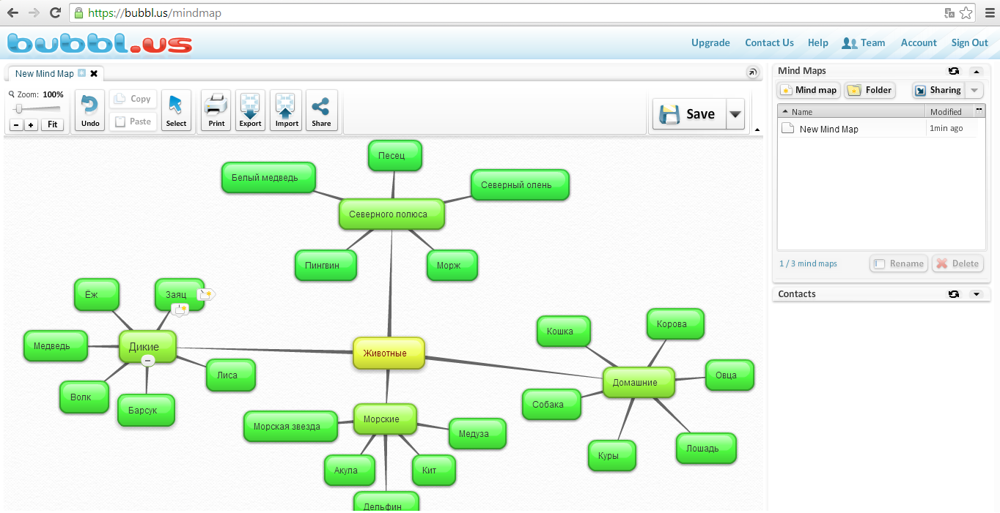 https://bubbl.us/mindmap
bubbl.us
Upgrade Contact Us Help Team Account Sign Out
New Mind Map
Zoom: 100%
Fit
Undo
Copy
Paste
Select
Print
Export
Import
Share
Save
Песец
Белый медведь
Северный олень
Северного полюса
Пингвин
Морж
Ёж
Заяц
Медведь
Дикие
Лиса
Волк
Барсук
Животные
Кошка
Корова
Домашние
Овца
Собака
Куры
Лошадь
Морские
Морская звезда
Медуза
Акула
Кит
Дельфин
Mind Maps
Mind map Folder Sharing
Name Modified
New Mind Map 1min ago
1 / 3 mind maps Rename Delete
Contacts